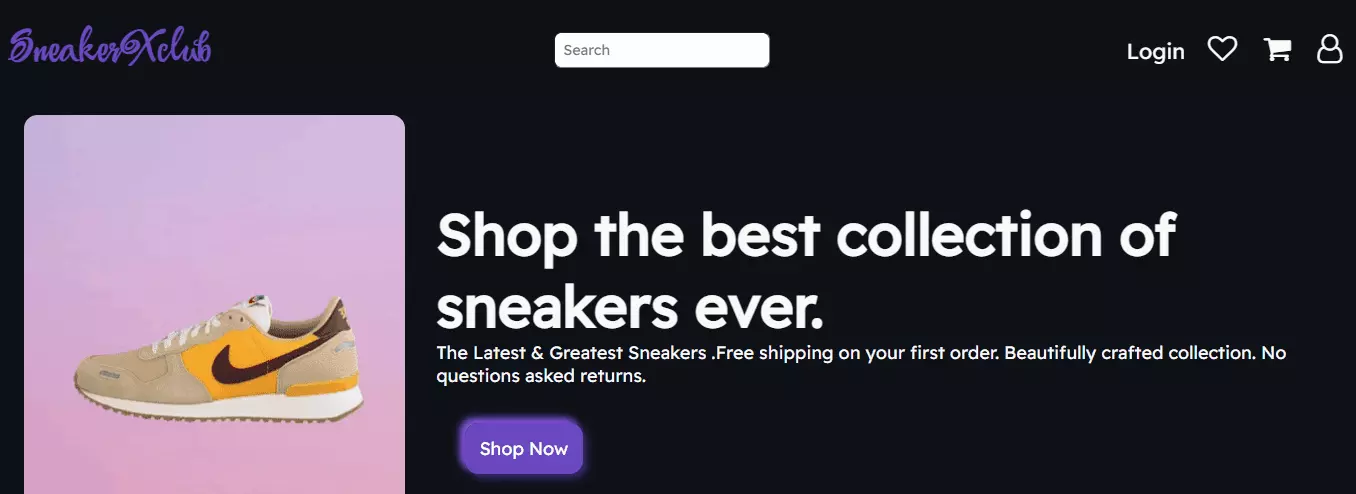 SneakerXclub
Search
Login
Shop the best collection of
sneakers ever.
The Latest & Greatest Sneakers .Free shipping on your first order. Beautifully crafted collection. No
questions asked returns.
Shop Now